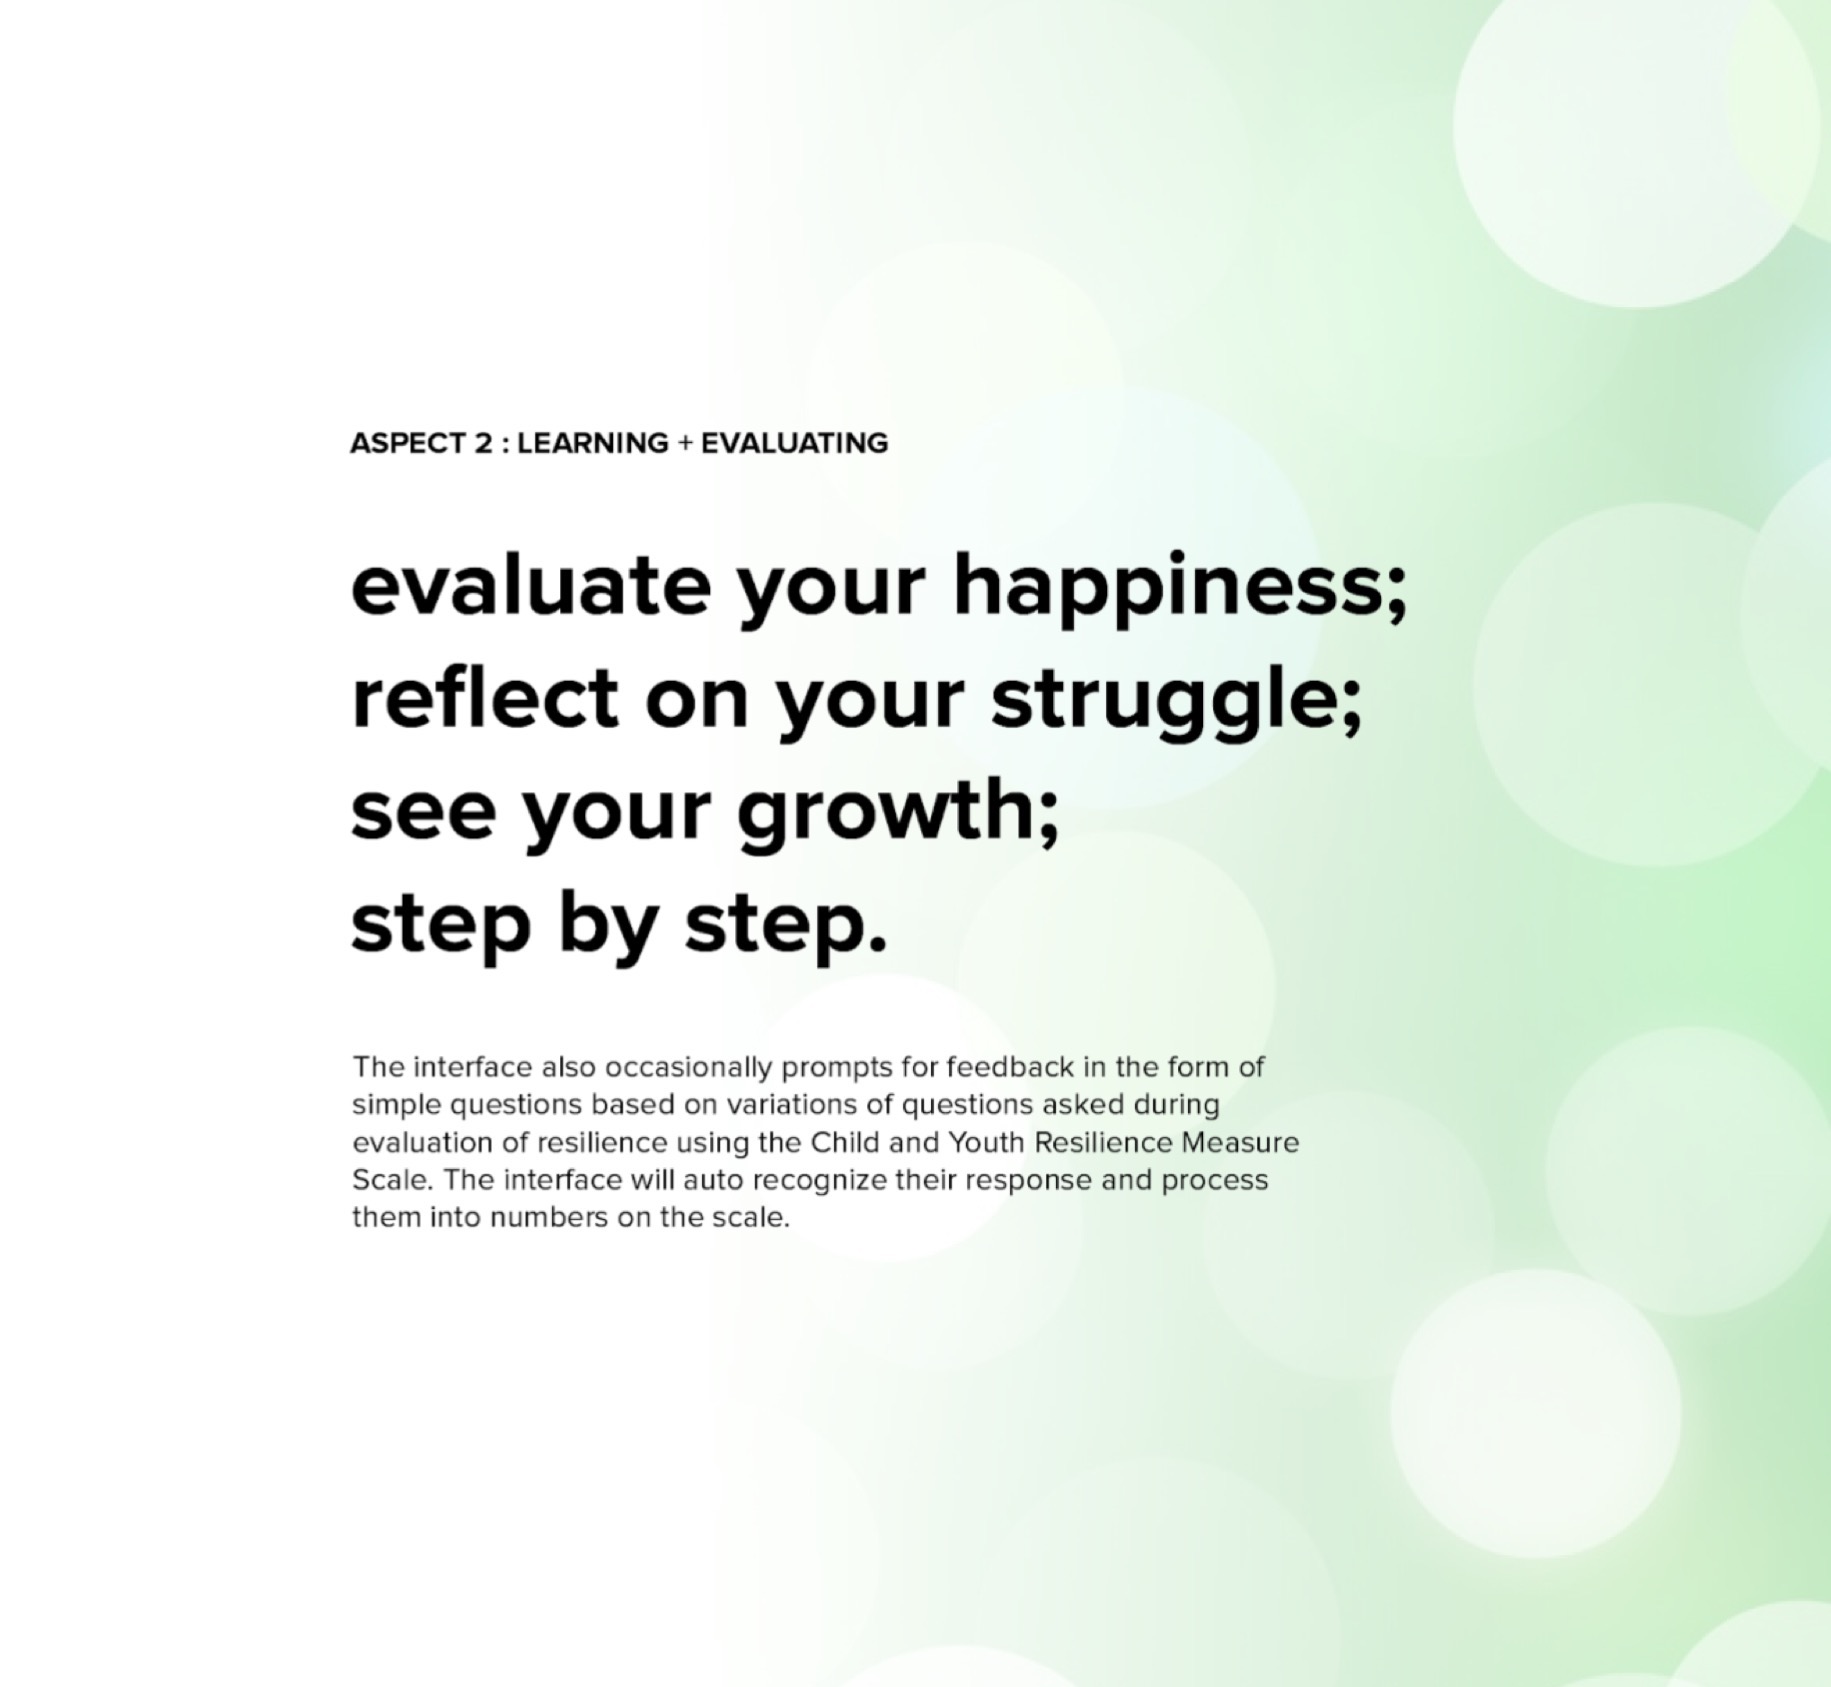 ASPECT 2 : LEARNING + EVALUATING
evaluate your happiness;
reflect on your struggle;
see your growth;
step by step.
The interface also occasionally prompts for feedback in the form of
simple questions based on variations of questions asked during
evaluation of resilience using the Child and Youth Resilience Measure
Scale. The interface will auto recognize their response and process
them into numbers on the scale.